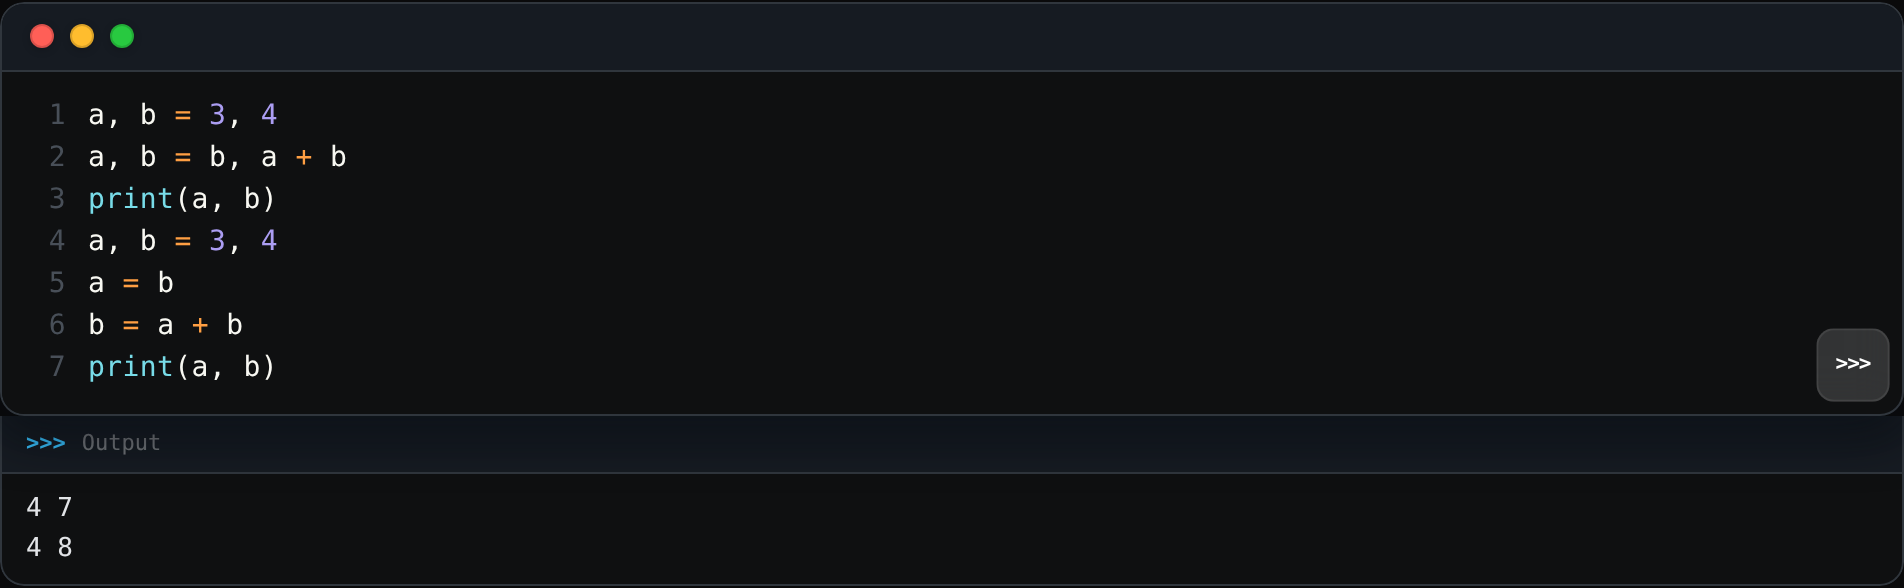 1 a, b = 3, 4
2 a, b = b, a + b
3 print(a, b)
4 a, b = 3, 4
5 a = b
6 b = a + b
7 print(a, b)
>>>
>>> Output
4 7
4 8